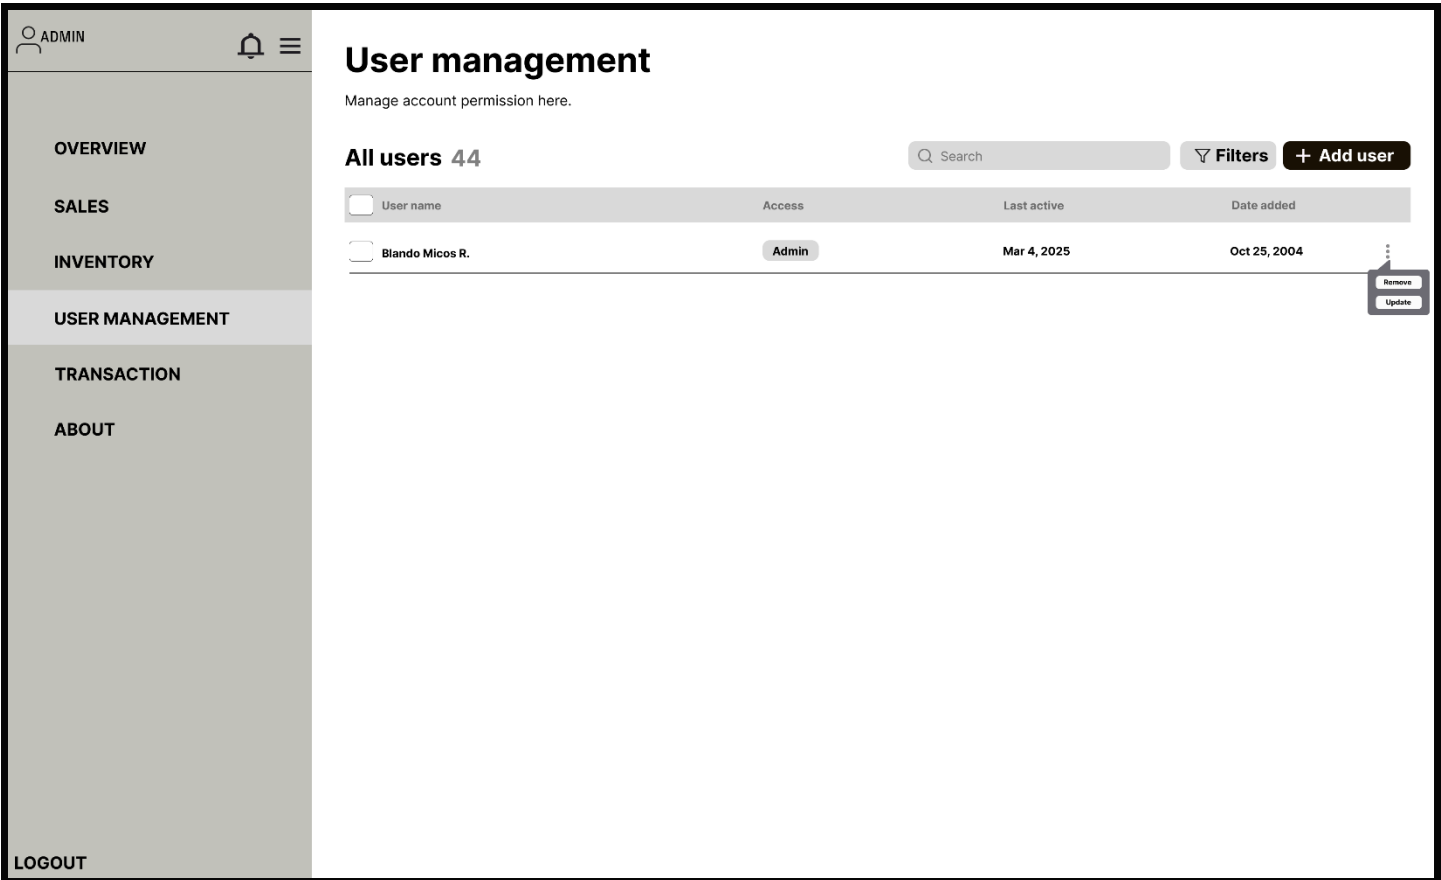 ADMIN
OVERVIEW
SALES
INVENTORY
USER MANAGEMENT
TRANSACTION
ABOUT
LOGOUT
User management
Manage account permission here.
All users 44
Search
Filters
+ Add user
User name Access Last active Date added
Blando Micos R. Admin Mar 4, 2025 Oct 25, 2004
Remove
Update